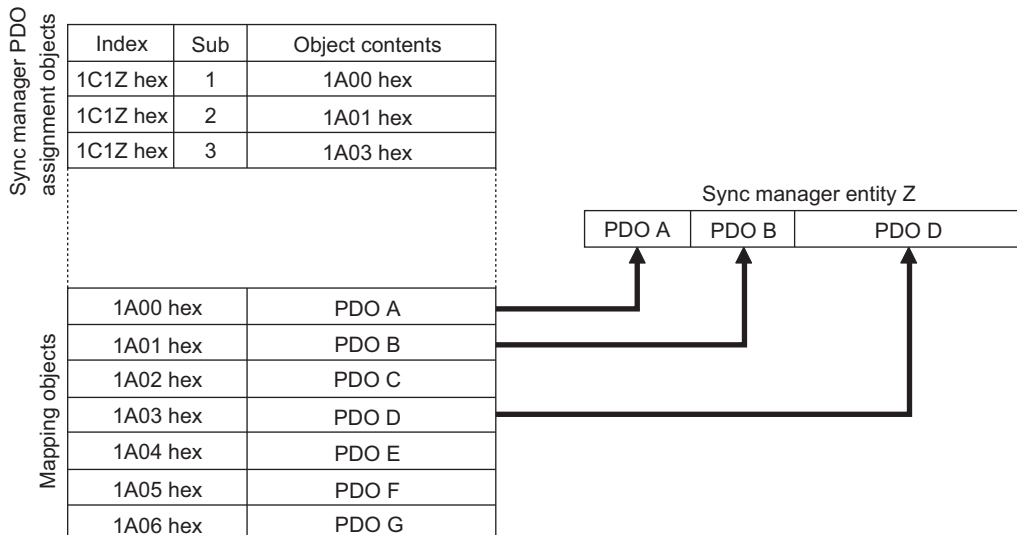 Sync manager PDO
assignment objects
Index Sub Object contents
1C1Z hex 1 1A00 hex
1C1Z hex 2 1A01 hex
1C1Z hex 3 1A03 hex
Sync manager entity Z
PDO A PDO B PDO D
Mapping objects
1A00 hex PDO A
1A01 hex PDO B
1A02 hex PDO C
1A03 hex PDO D
1A04 hex PDO E
1A05 hex PDO F
1A06 hex PDO G